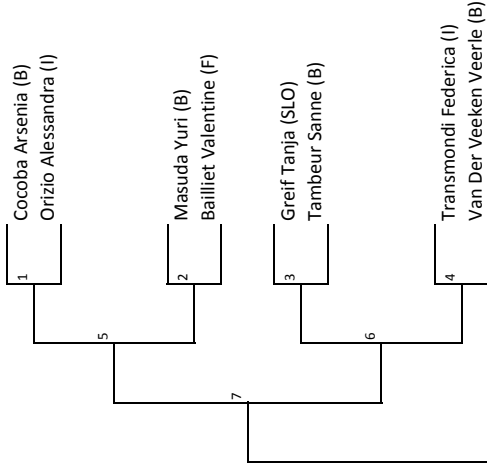 Cocoba Arsenia (B)
Orizio Alessandra (I)
Masuda Yuri (B)
Bailliet Valentine (F)
Greif Tanja (SLO)
Tambeur Sanne (B)
Transmondi Federica (I)
Van Der Veeken Veerle (B)
1
2
3
4
5
6
7